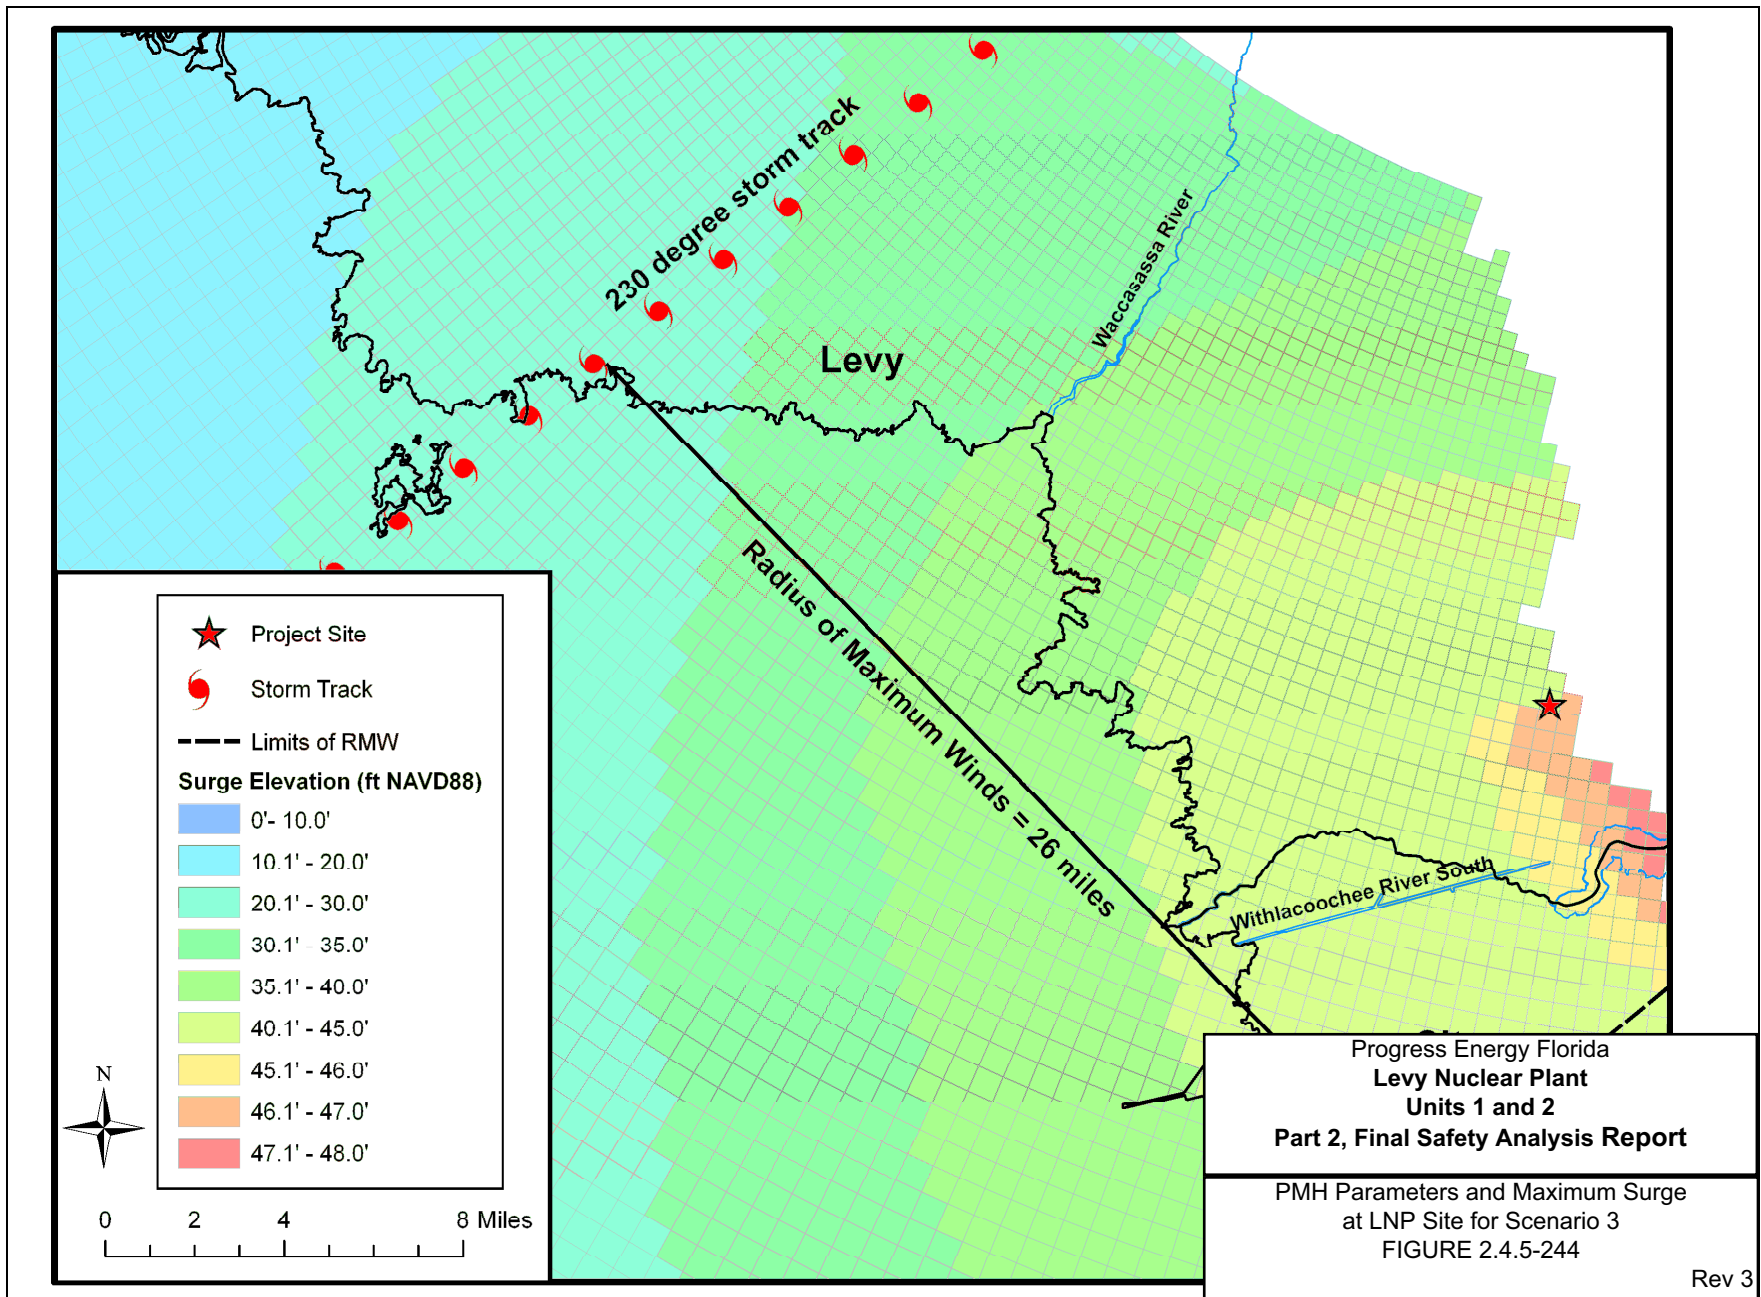 230 degree storm track
Waccasassa River
Levy
Radius of Maximum Winds = 26 miles
Withlacoochee River South
Project Site
Storm Track
Limits of RMW
Surge Elevation (ft NAVD88)
0'- 10.0'
10.1' - 20.0'
20.1' - 30.0'
30.1' - 35.0'
35.1' - 40.0'
40.1' - 45.0'
45.1' - 46.0'
46.1' - 47.0'
47.1' - 48.0'
N
0 2 4 8 Miles
Progress Energy Florida
Levy Nuclear Plant
Units 1 and 2
Part 2, Final Safety Analysis Report
PMH Parameters and Maximum Surge
at LNP Site for Scenario 3
FIGURE 2.4.5-244
Rev 3